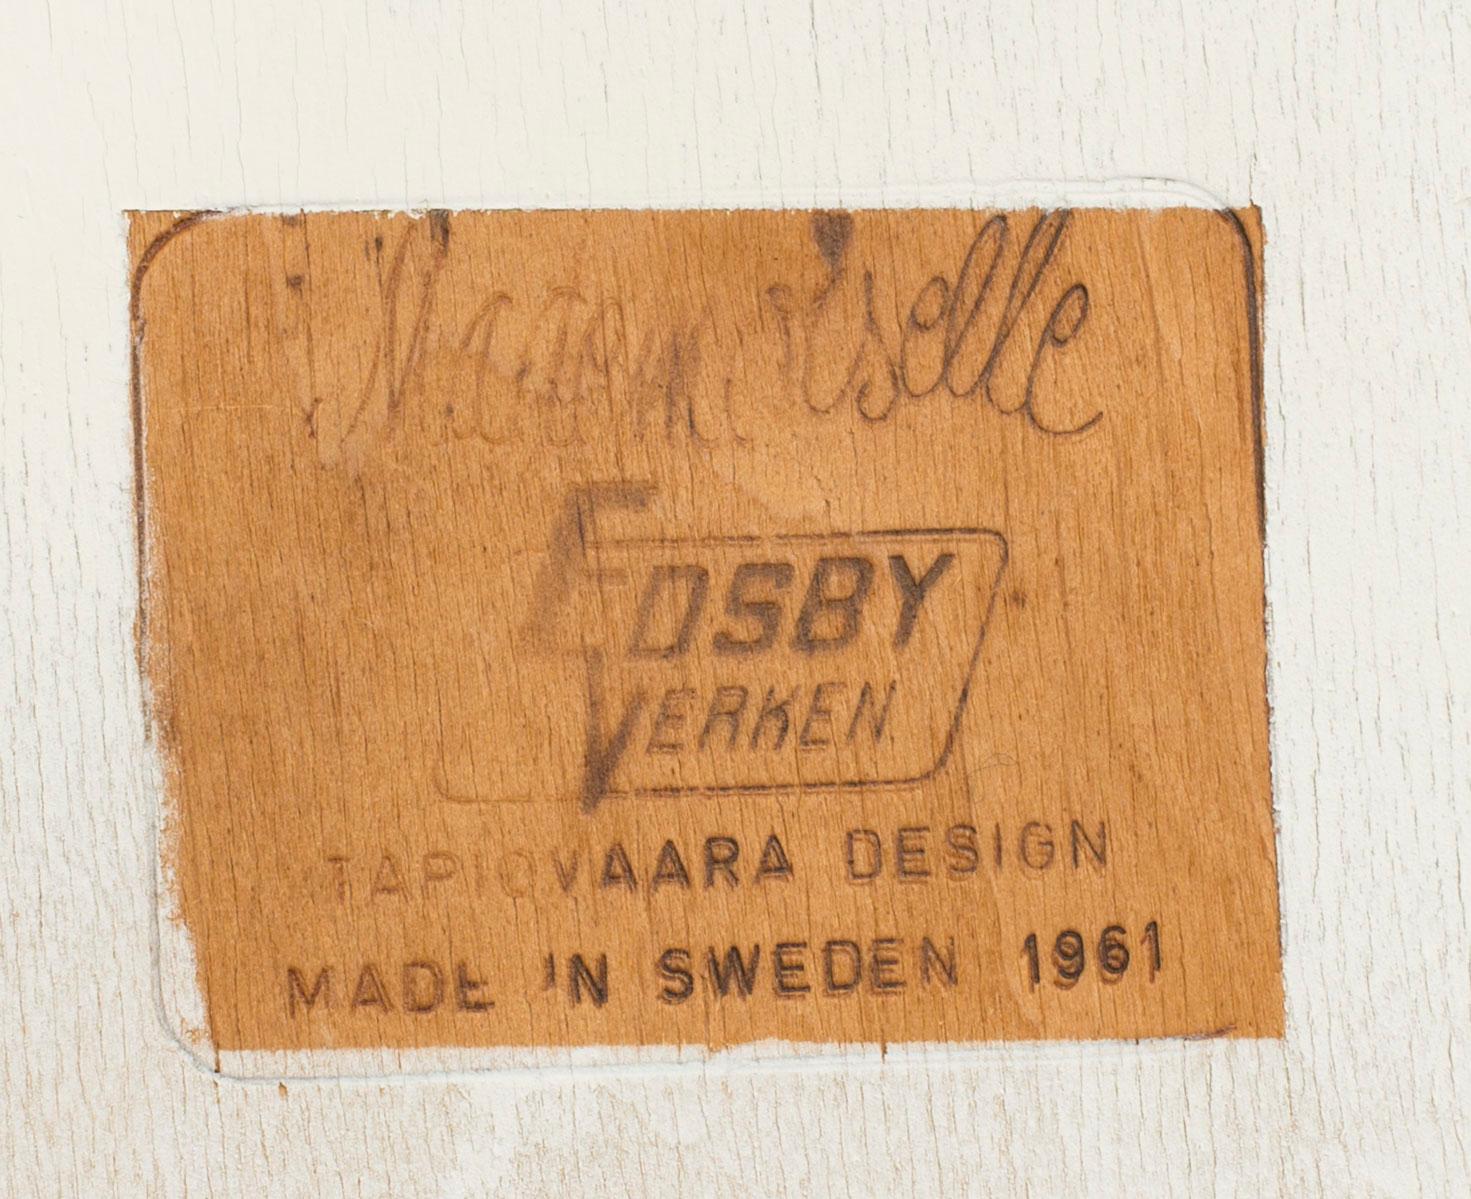 Mademoiselle
EDSBY
VERKEN
TAPIOVAARA DESIGN
MADE IN SWEDEN 1961